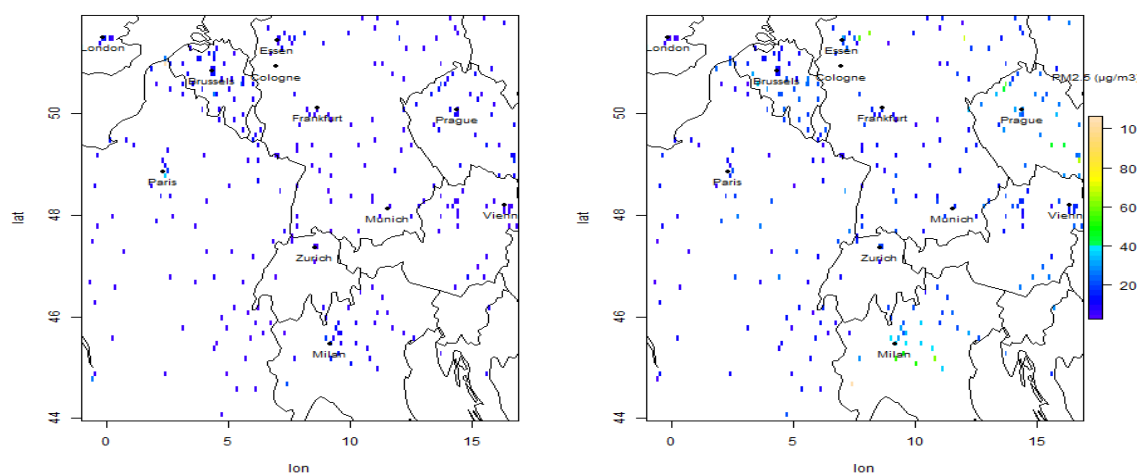 London
Essen
Brussels
Cologne
Frankfurt
Prague
Paris
Munich
Vienn
Zurich
Milan
lat
44
46
48
50
0
5
10
15
lon
London
Essen
Brussels
Cologne
PM2.5 (µg/m3
Frankfurt
Prague
Paris
Munich
Vienn
Zurich
Milan
lat
44
46
48
50
0
5
10
15
lon
10
80
60
40
20